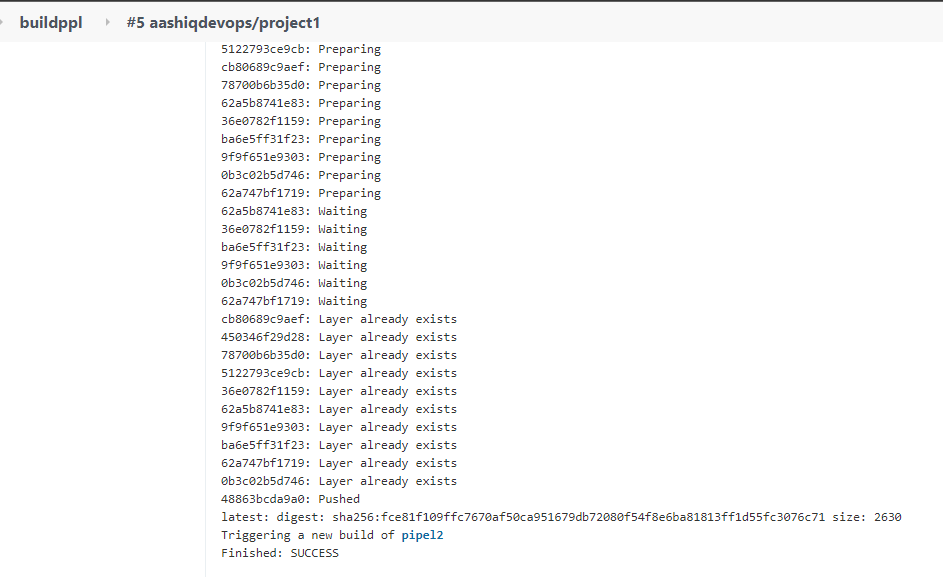 buildppl
#5 aashiqdevops/project1
5122793ce9cb: Preparing
cb80689c9aef: Preparing
78700b6b35d0: Preparing
62a5b8741e83: Preparing
36e0782f1159: Preparing
ba6e5ff31f23: Preparing
9f9f651e9303: Preparing
0b3c02b5d746: Preparing
62a747bf1719: Preparing
62a5b8741e83: Waiting
36e0782f1159: Waiting
ba6e5ff31f23: Waiting
9f9f651e9303: Waiting
0b3c02b5d746: Waiting
62a747bf1719: Waiting
cb80689c9aef: Layer already exists
450346f29d28: Layer already exists
78700b6b35d0: Layer already exists
5122793ce9cb: Layer already exists
36e0782f1159: Layer already exists
62a5b8741e83: Layer already exists
9f9f651e9303: Layer already exists
ba6e5ff31f23: Layer already exists
62a747bf1719: Layer already exists
0b3c02b5d746: Layer already exists
48863bcda9a0: Pushed
latest: digest: sha256:fce81f109ffc7670af50ca951679db72080f54f8e6ba81813ff1d55fc3076c71 size: 2630
Triggering a new build of pipel2
Finished: SUCCESS